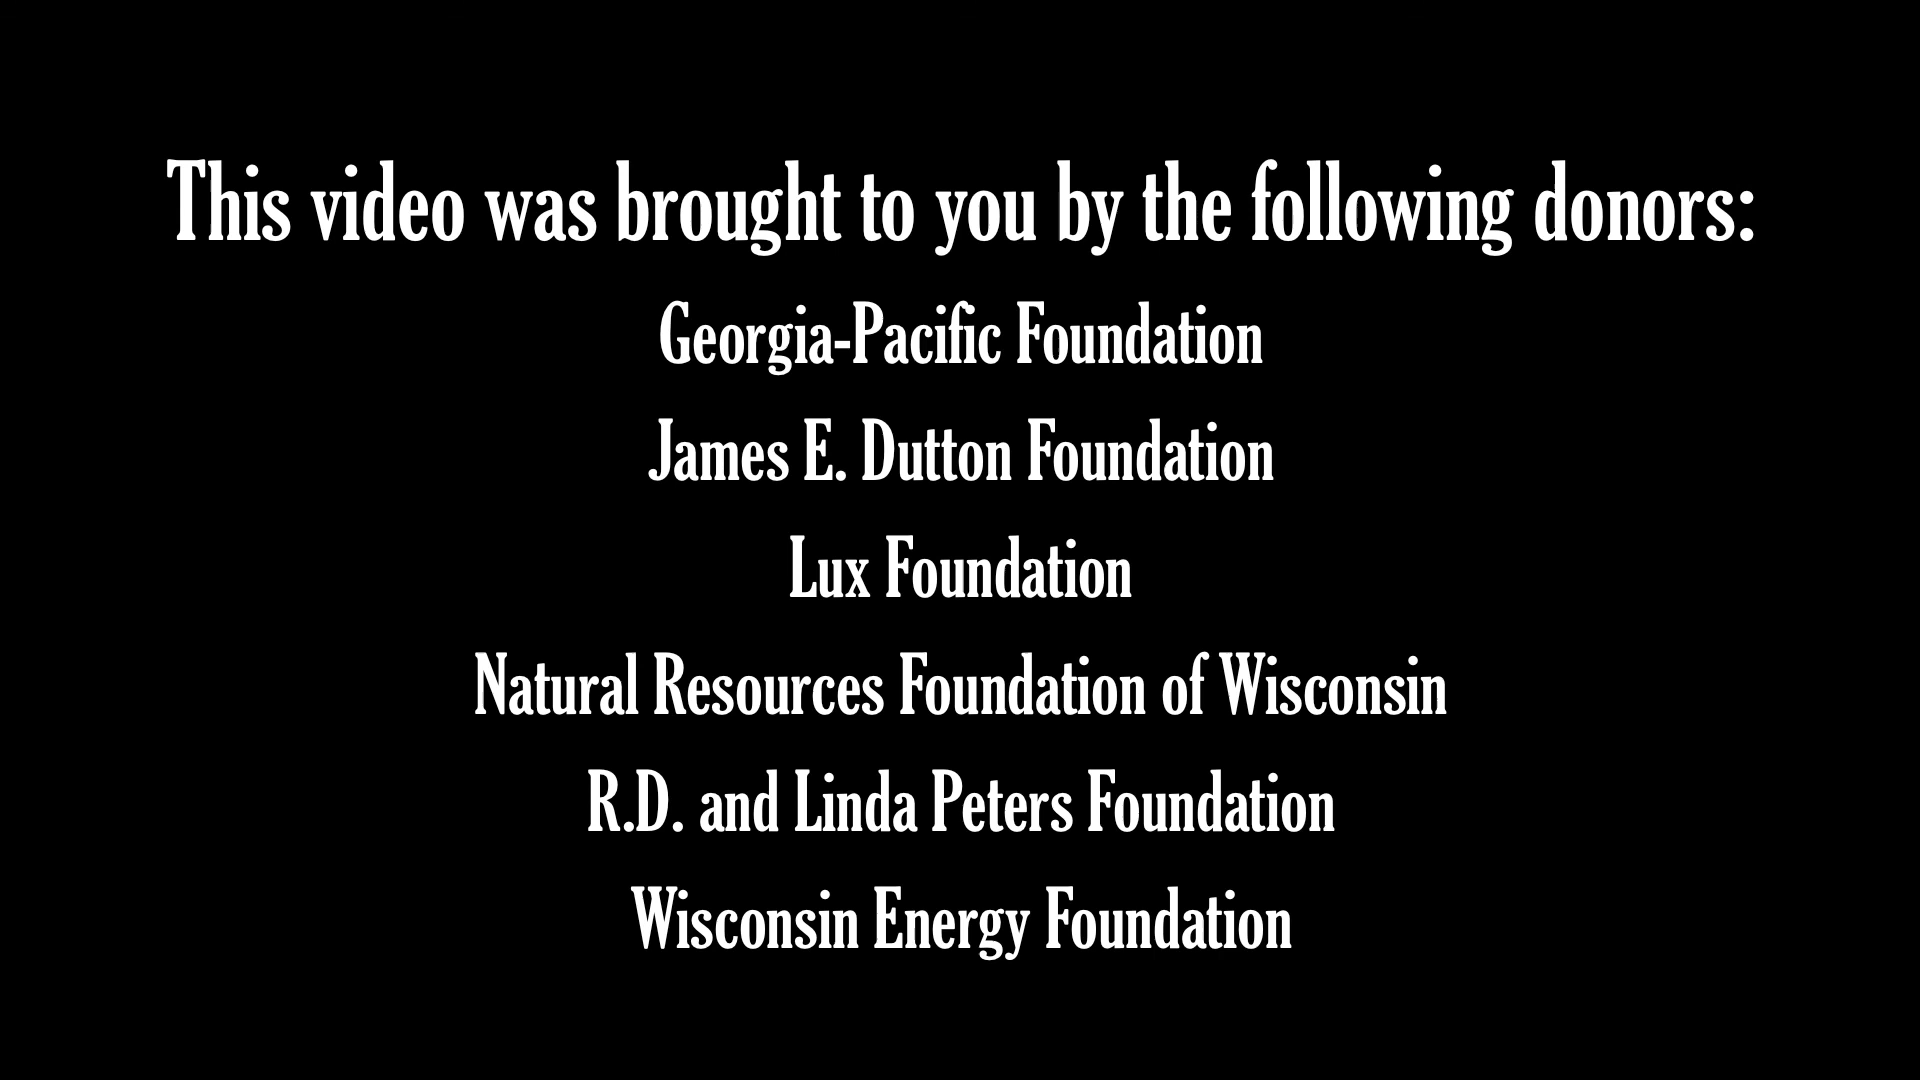 This video was brought to you by the following donors:
Georgia-Pacific Foundation
James E. Dutton Foundation
Lux Foundation
Natural Resources Foundation of Wisconsin
R.D. and Linda Peters Foundation
Wisconsin Energy Foundation